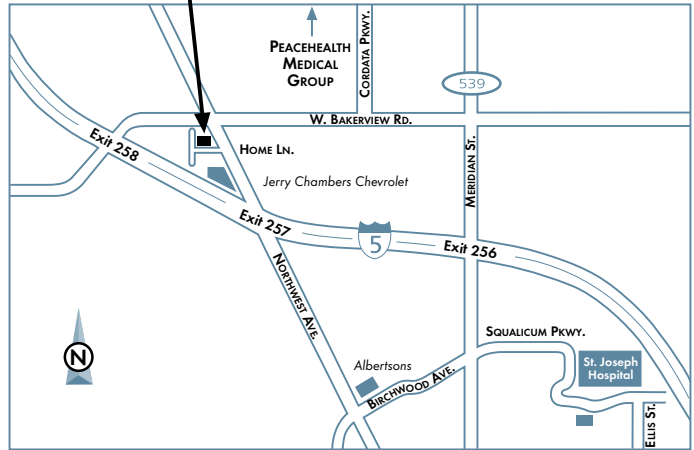 PEACEHEALTH
MEDICAL
GROUP
CORDATA PKWY.
539
W. BAKERVIEW RD.
Exit 258
HOME LN.
MERIDIAN ST.
Jerry Chambers Chevrolet
Exit 257
5
Exit 256
NORTHWEST AVE.
N
SQUALICUM PKWY.
Albertsons
BIRCHWOOD AVE.
St. Joseph
Hospital
ELLIS ST.